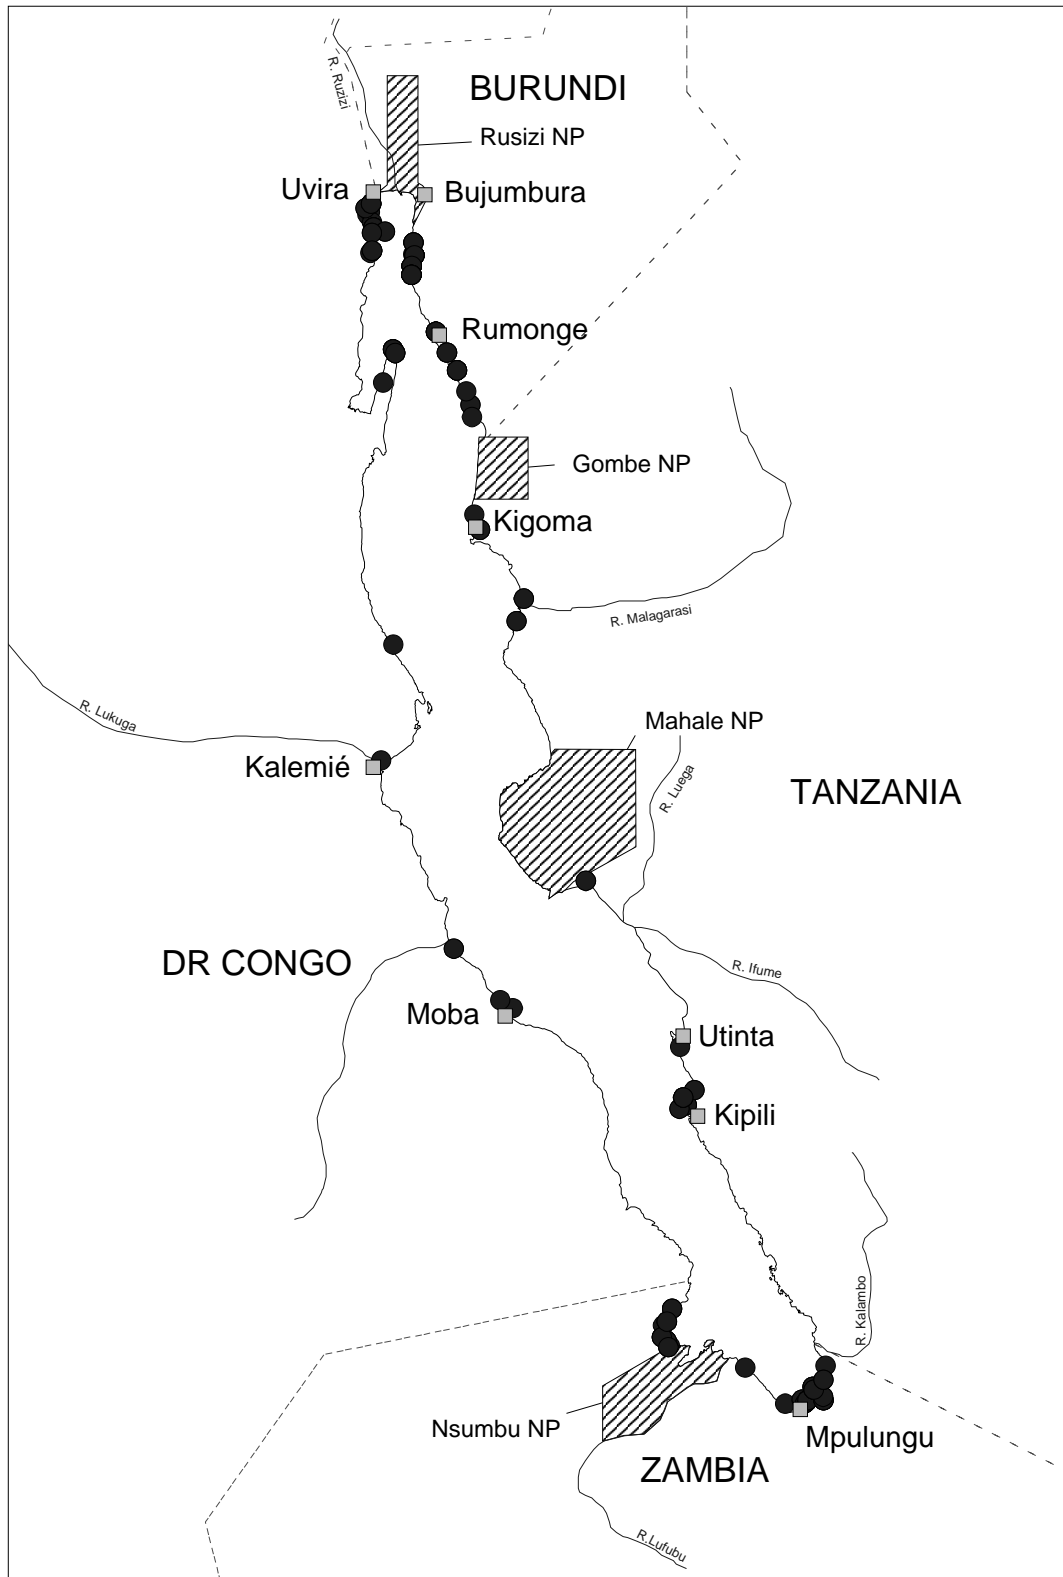 R. Ruzizi
BURUNDI
Rusizi NP
Uvira
Bujumbura
Rumonge
Gombe NP
Kigoma
R. Malagarasi
R. Lukuga
Mahale NP
Kalemié
R. Luega
TANZANIA
DR CONGO
R. Ifume
Moba
Utinta
Kipili
R. Kalambo
Nsumbu NP
Mpulungu
ZAMBIA
R.Lufubu